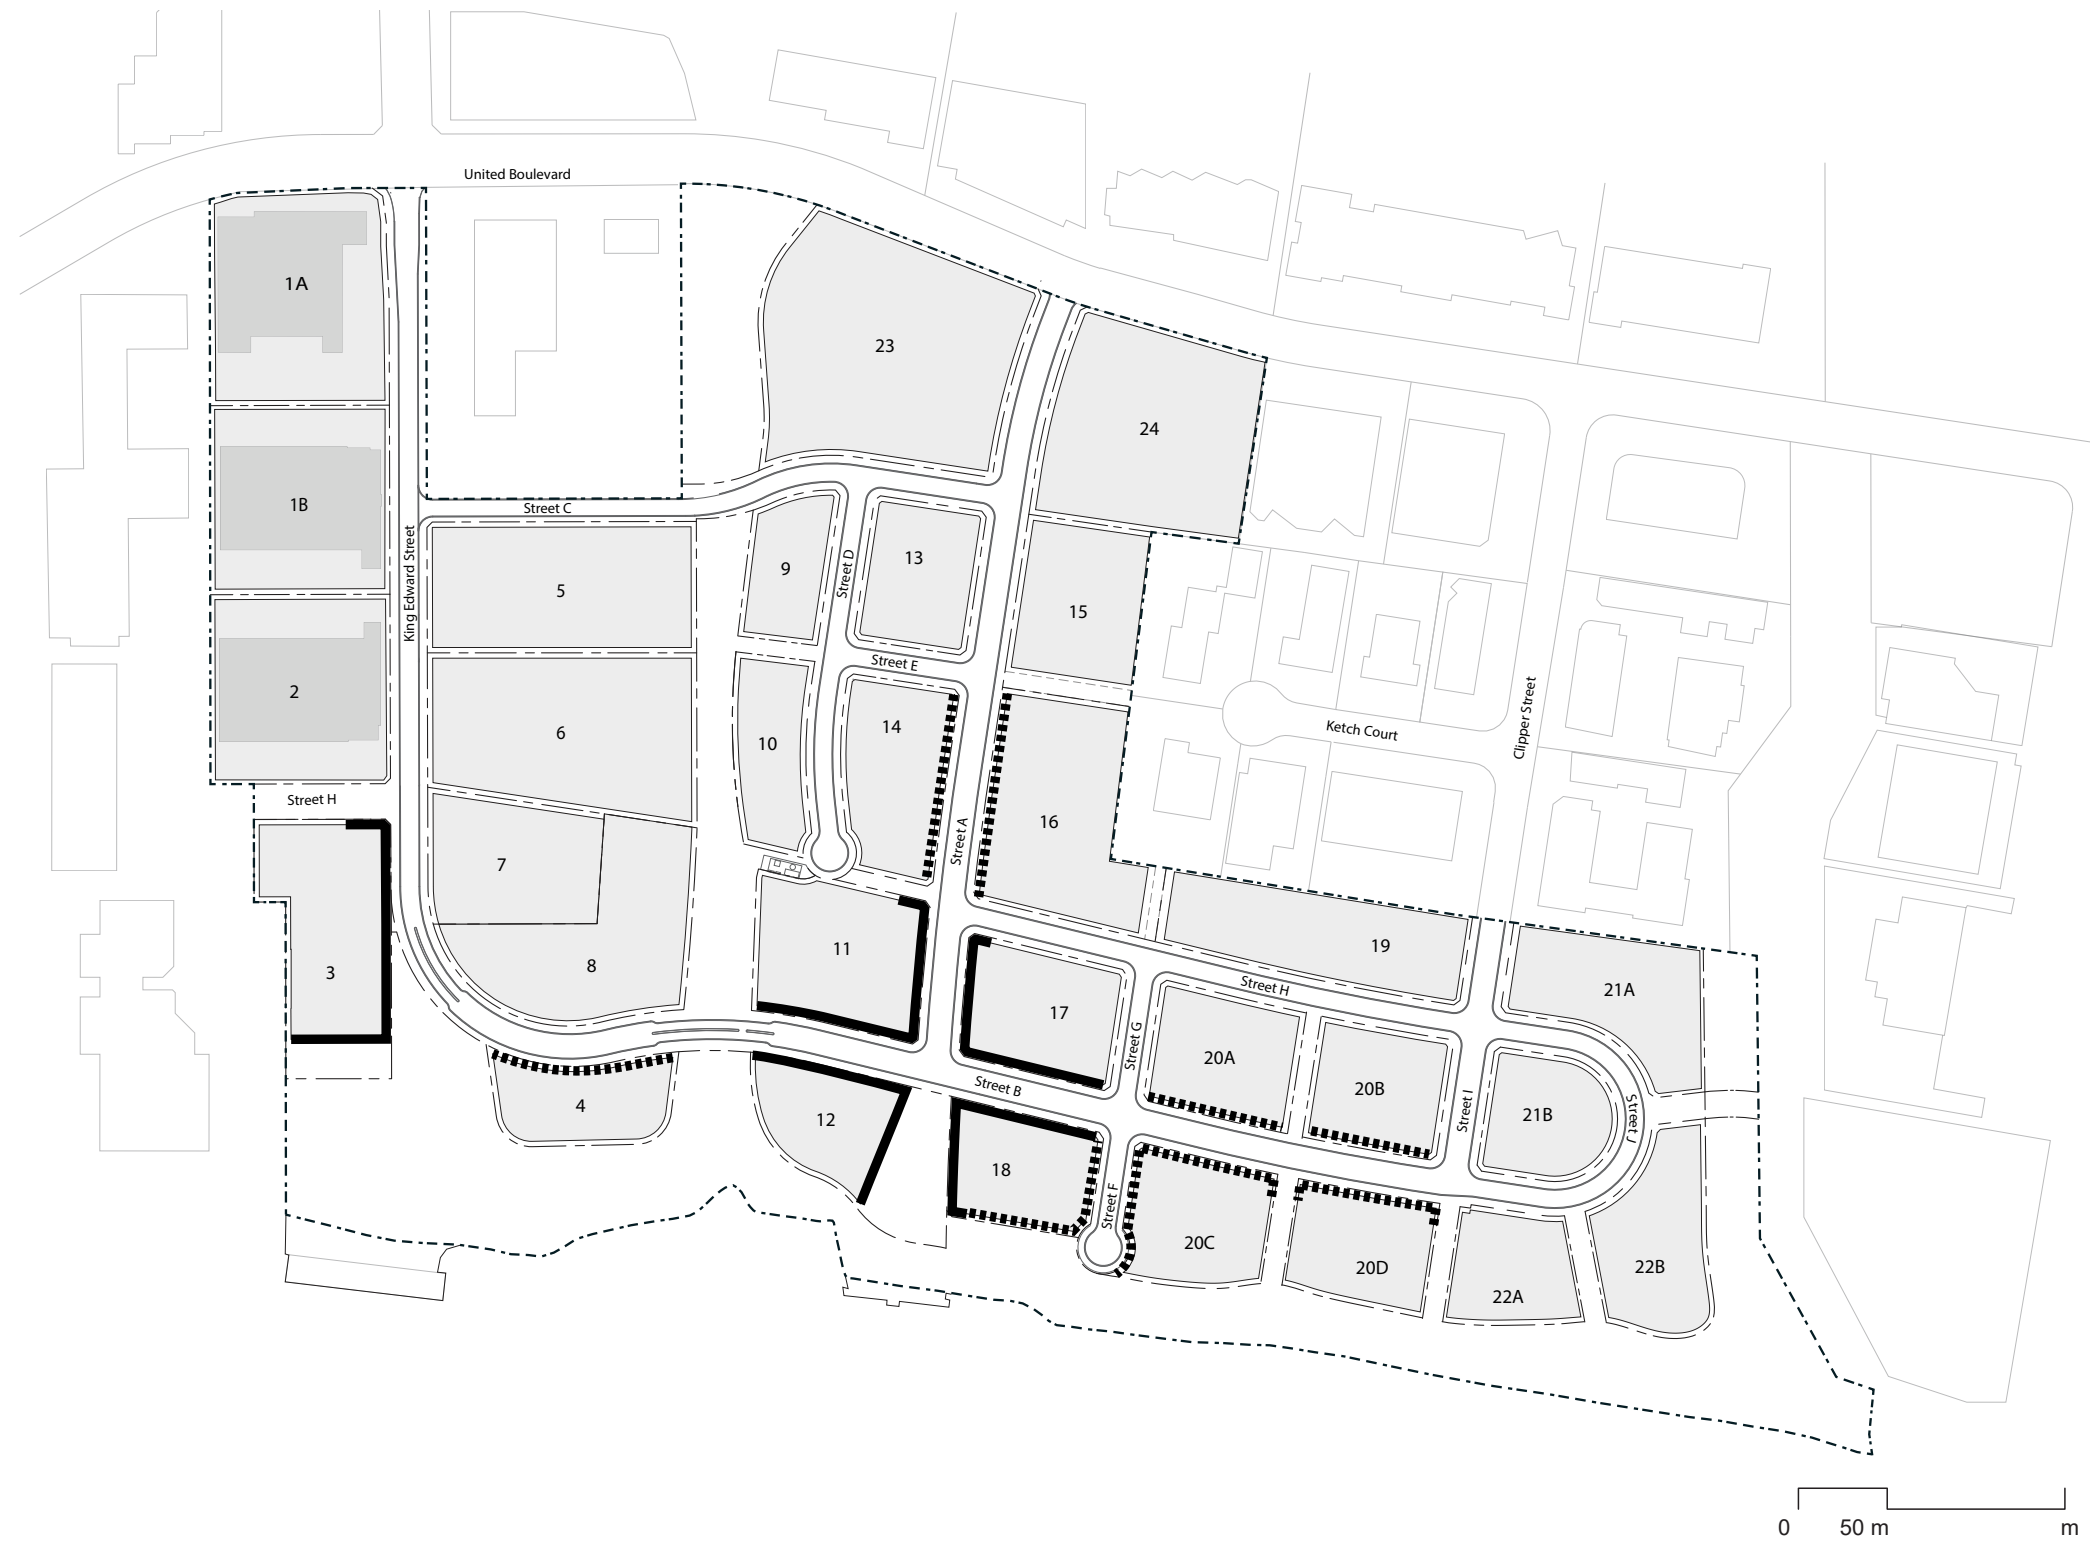 United Boulevard
1A
23
24
1B
Street C
King Edward Street
9
Street D
13
5
15
Street E
2
6
10
14
Clipper Street
Ketch Court
Street H
7
Street A
16
3
8
11
19
Street H
21A
17
Street G
20A
20B
Street I
21B
Street J
4
12
Street B
18
Street F
20C
20D
22A
22B
0 50 m m